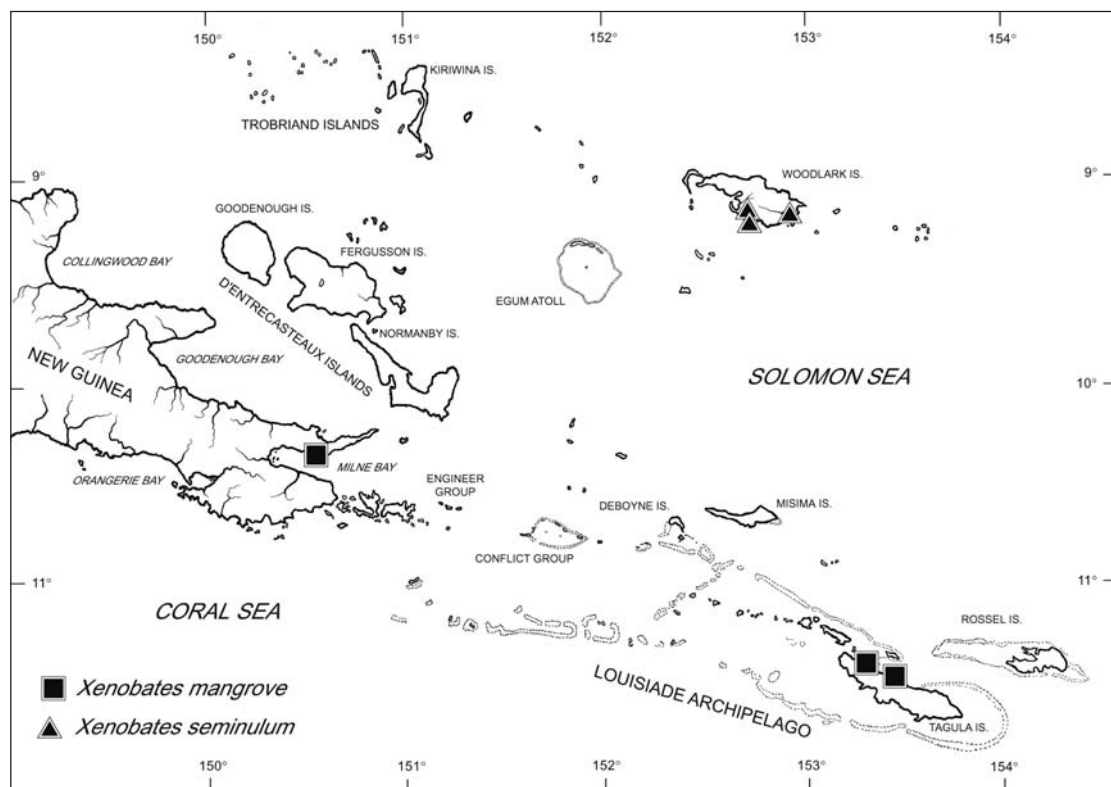 150°
151°
152°
153°
154°
KIRIWINA IS.
TROBRIAND ISLANDS
9°
9°
WOODLARK IS.
GOODENOUGH IS.
FERGUSSON IS.
COLLINGWOOD BAY
EGUM ATOLL
D'ENTRECASTEAUX ISLANDS
NORMANBY IS.
GOODENOUGH BAY
NEW GUINEA
SOLOMON SEA
10°
MILNE BAY
ORANGERIE BAY
ENGINEER
GROUP
DEBOYNE IS.
MISIMA IS.
CONFLICT GROUP
11°
11°
CORAL SEA
ROSSEL IS.
LOUISIADE ARCHIPELAGO
TAGULA IS.
Xenobates mangrove
Xenobates seminulum
150°
151°
152°
153°
154°